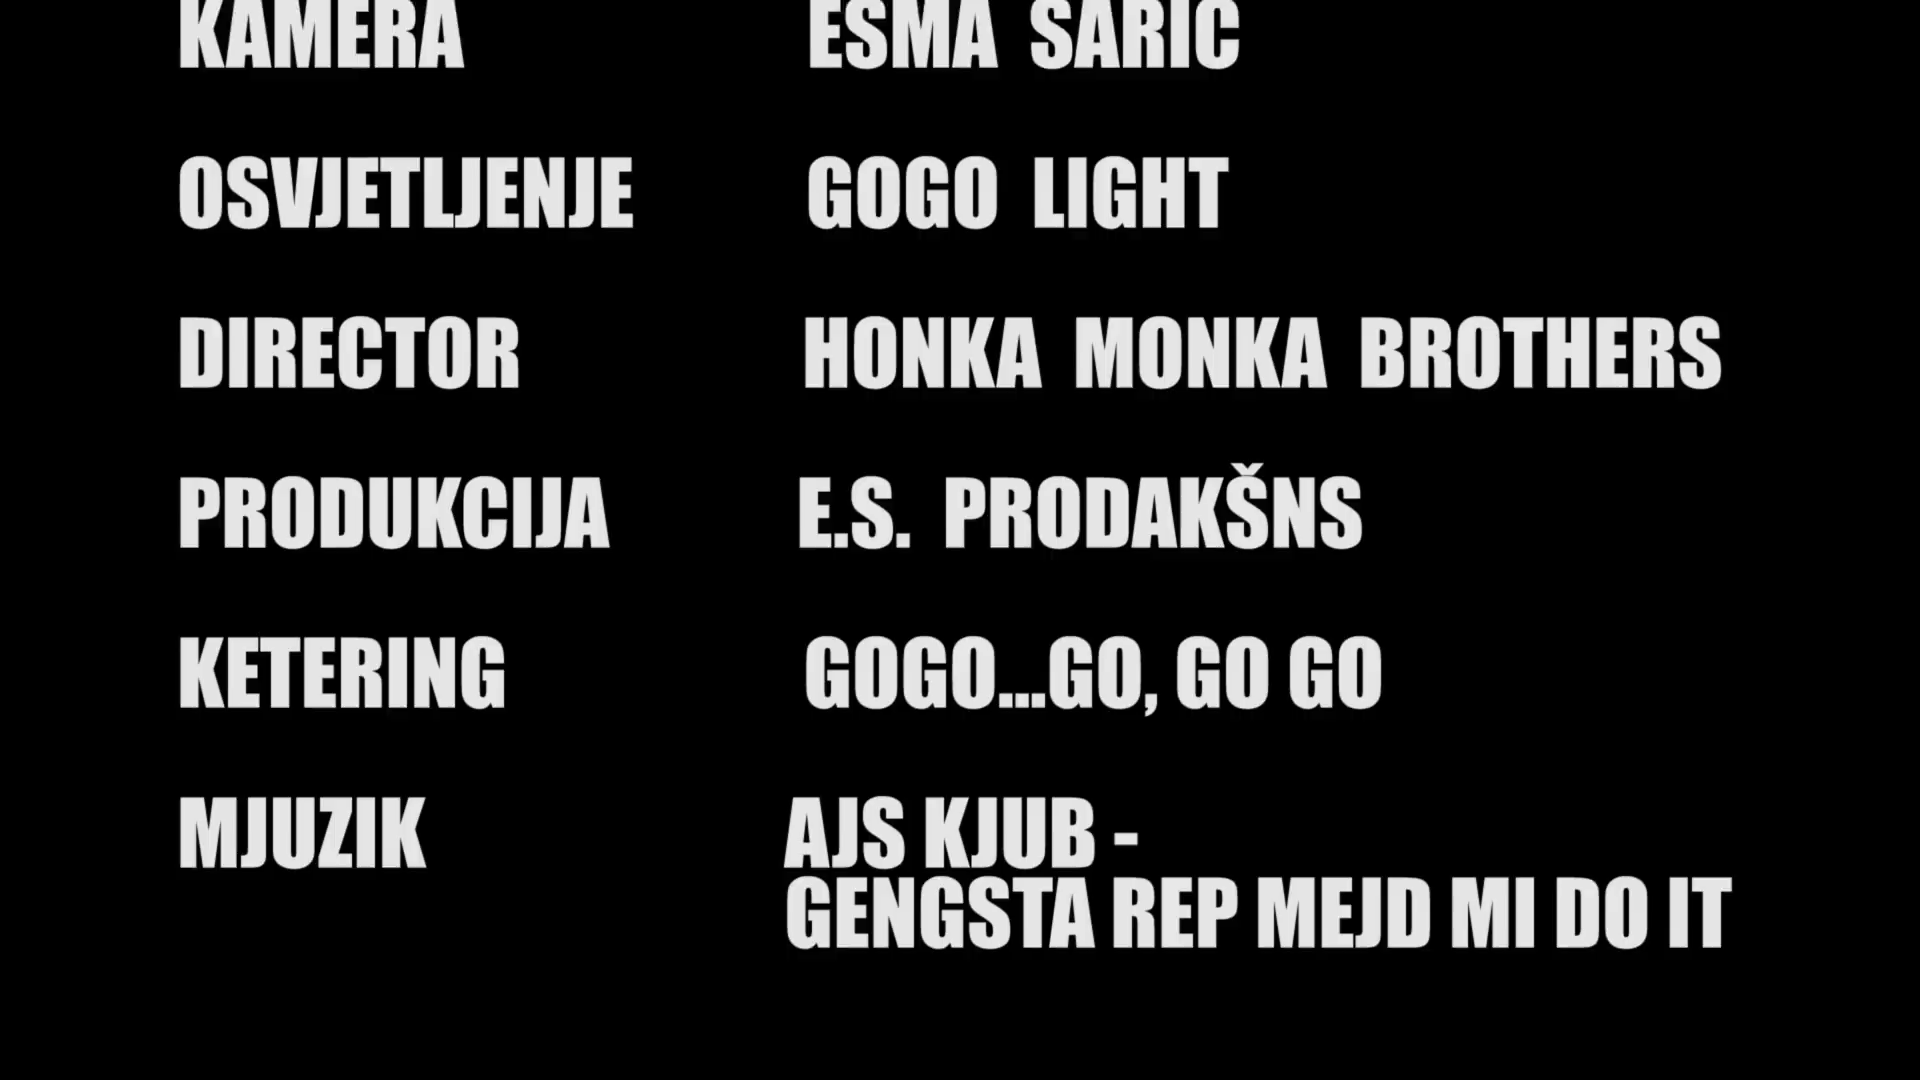 KAMERA ESMA
OSVJETLJENJE GOGO LIGHT
DIRECTOR HONKA MONKA BROTHERS
PRODUKCIJA E.S. PRODAKŠNS
KETERING GOGO...GO, GO GO
MJUZIK AJS KJUB -
GENGSTA REP MEJD MI DO IT